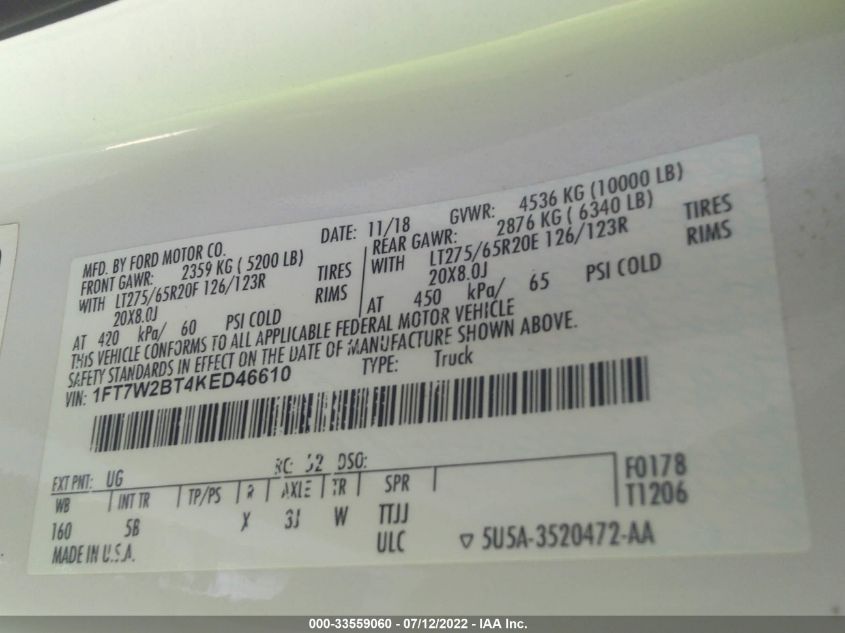 MFD. BY FORD MOTOR CO.
DATE: 11/18 GVWR: 4536 KG (10000 LB)
FRONT GAWR: 2359 KG ( 5200 LB) REAR GAWR: 2876 KG ( 6340 LB)
WITH LT275/65R20F 126/123R TIRES WITH LT275/65R20E 126/123R TIRES
20X8.0J RIMS 20X8.0J RIMS
AT 420 kPa/ 60 PSI COLD AT 450 kPa/ 65 PSI COLD
THIS VEHICLE CONFORMS TO ALL APPLICABLE FEDERAL MOTOR VEHICLE
SAFETY STANDARDS IN EFFECT ON THE DATE OF MANUFACTURE SHOWN ABOVE.
VIN: 1FT7W2BT4KED46610 TYPE: Truck
EXT PNT: UG RC: 52 DSO: F0178
WB INT TR TP/PS R AXLE TR SPR T1206
160 5B X 3J W TTJJ
MADE IN U.S.A. ULC ▽ 5U5A-3520472-AA
000-33559060 - 07/12/2022 - IAA Inc.